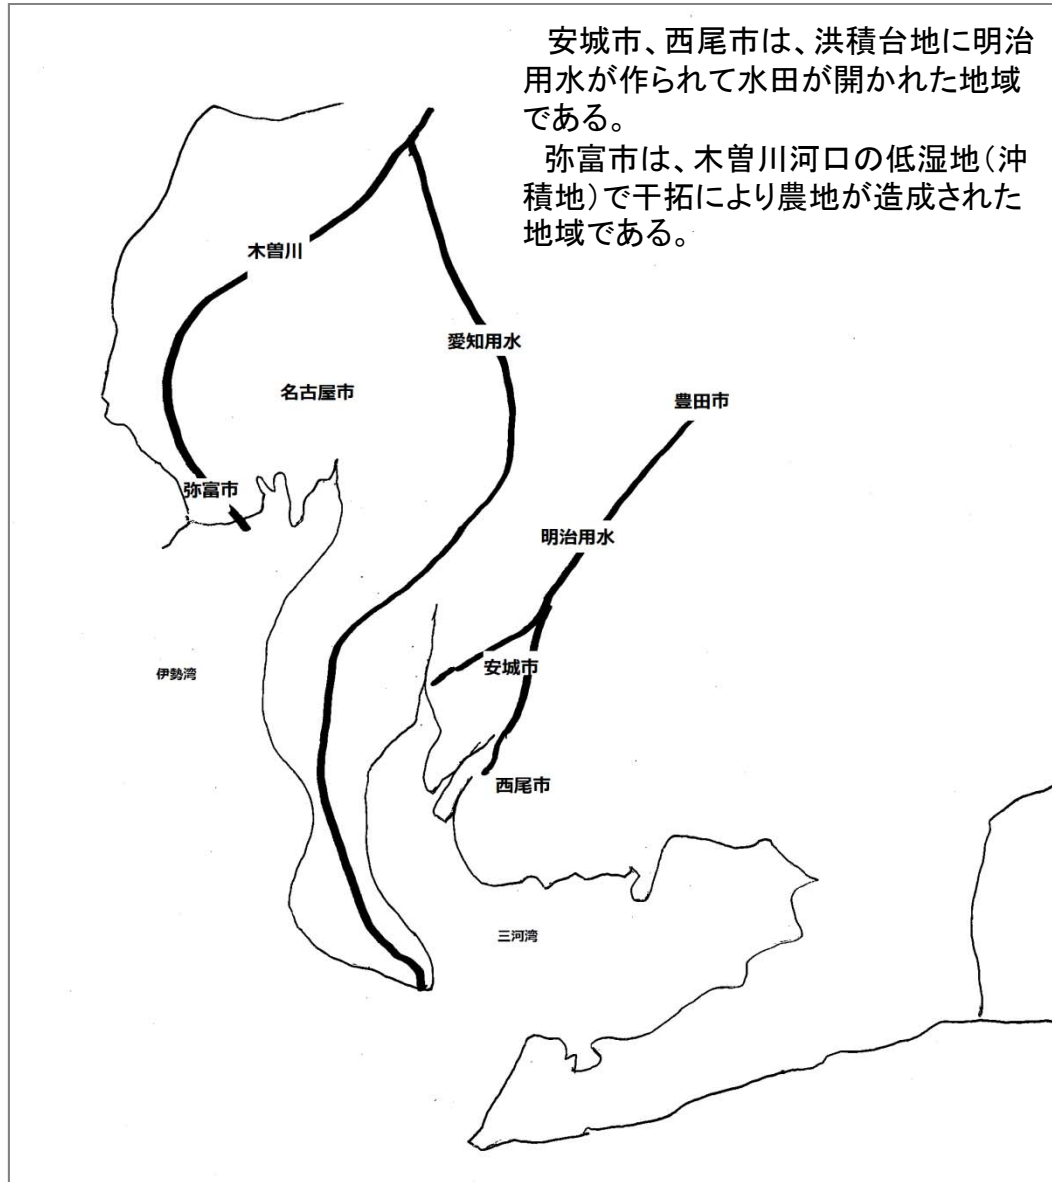 安城市、西尾市は、洪積台地に明治
用水が作られて水田が開かれた地域
である。
弥富市は、木曽川河口の低湿地(沖
積地)で干拓により農地が造成された
地域である。
木曽川
愛知用水
名古屋市
豊田市
弥富市
明治用水
安城市
伊勢湾
西尾市
三河湾